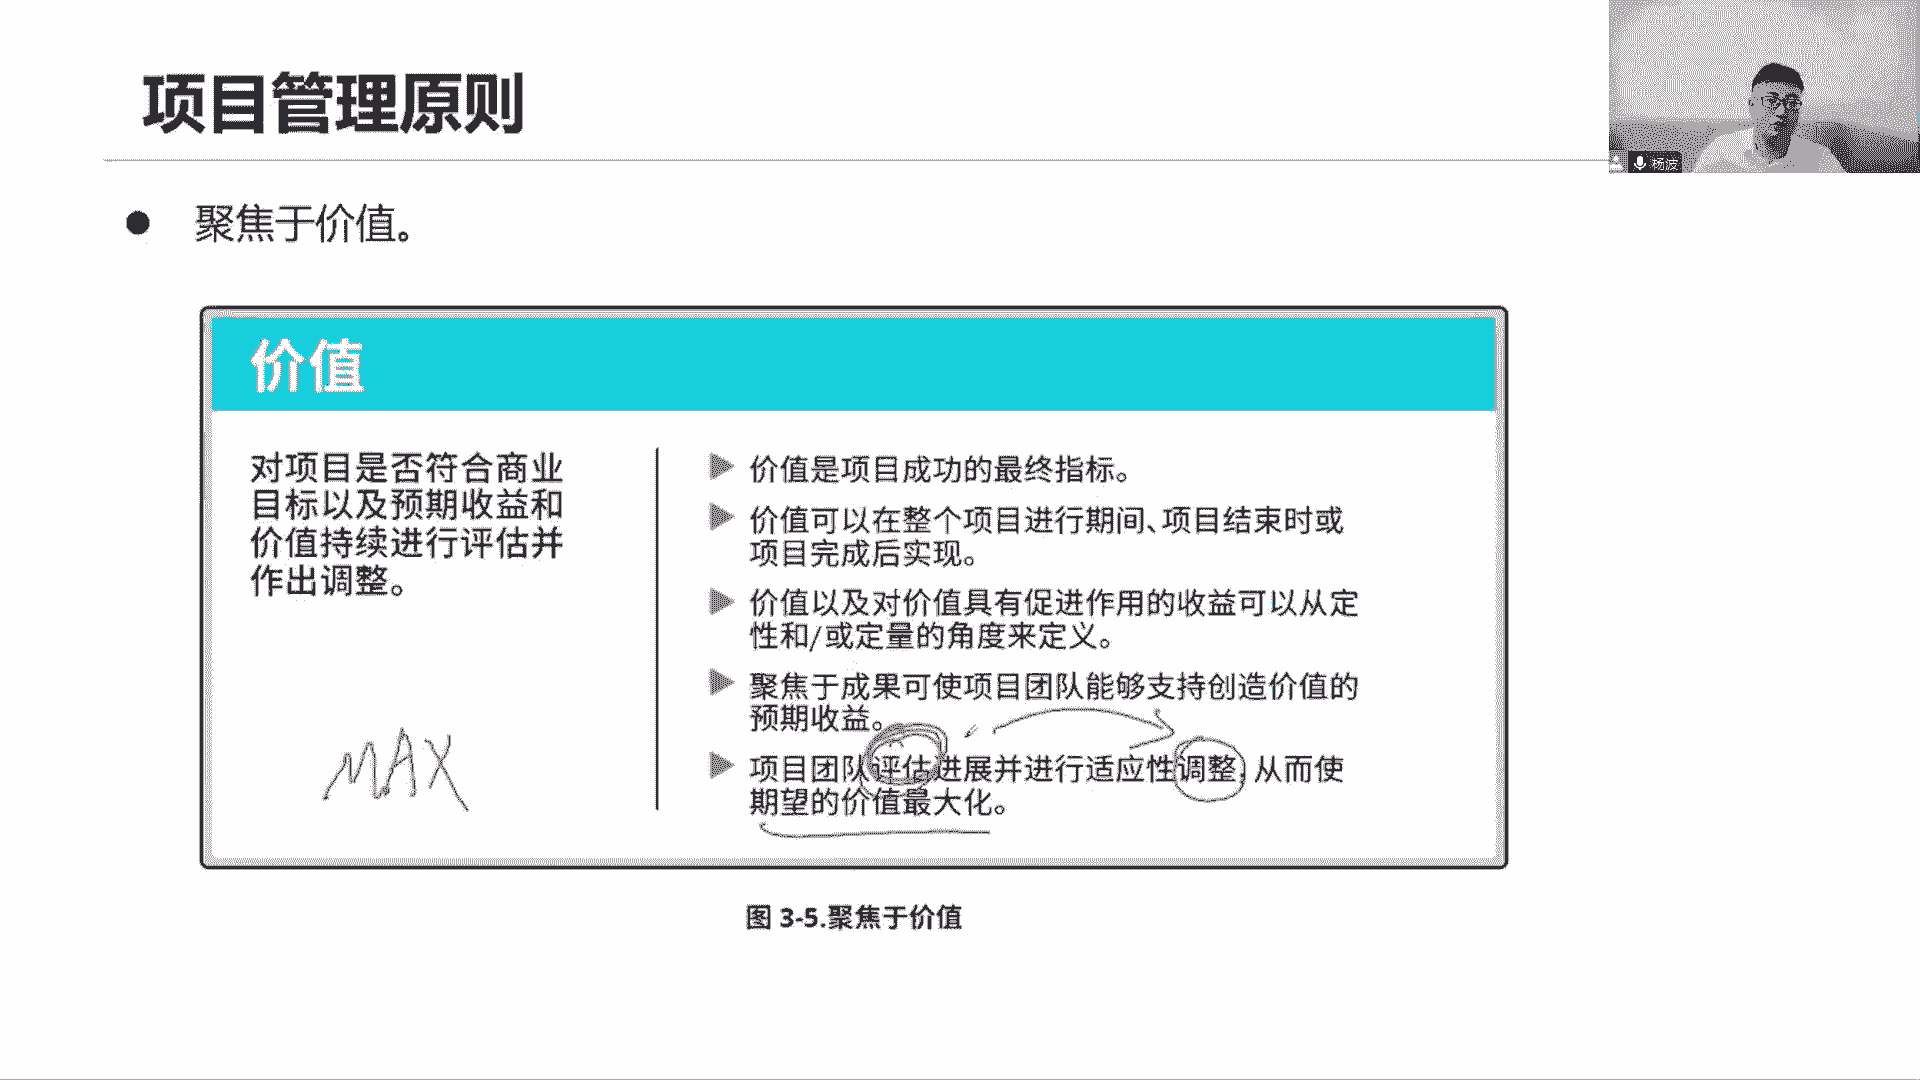 项目管理原则
杨波
● 聚焦于价值。
价值
对项目是否符合商业
目标以及预期收益和
价值持续进行评估并
作出调整。
MAX
▶ 价值是项目成功的最终指标。
▶ 价值可以在整个项目进行期间、项目结束时或
项目完成后实现。
▶ 价值以及对价值具有促进作用的收益可以从定
性和/或定量的角度来定义。
▶ 聚焦于成果可使项目团队能够支持创造价值的
预期收益。
▶ 项目团队评估进展并进行适应性调整,从而使
期望的价值最大化。
图 3-5.聚焦于价值